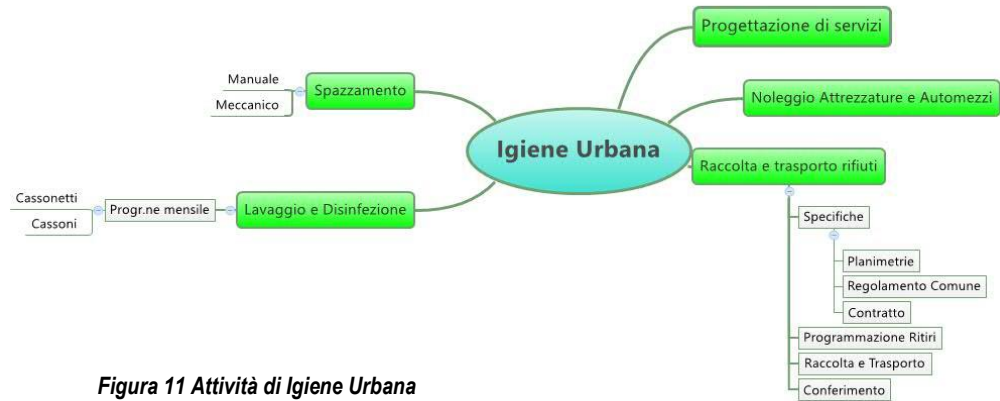 Igiene Urbana
Progettazione di servizi
Noleggio Attrezzature e Automezzi
Raccolta e trasporto rifiuti
Specifiche
Planimetrie
Regolamento Comune
Contratto
Programmazione Ritiri
Raccolta e Trasporto
Conferimento
Spazzamento
Manuale
Meccanico
Lavaggio e Disinfezione
Progr.ne mensile
Cassonetti
Cassoni
Figura 11 Attività di Igiene Urbana